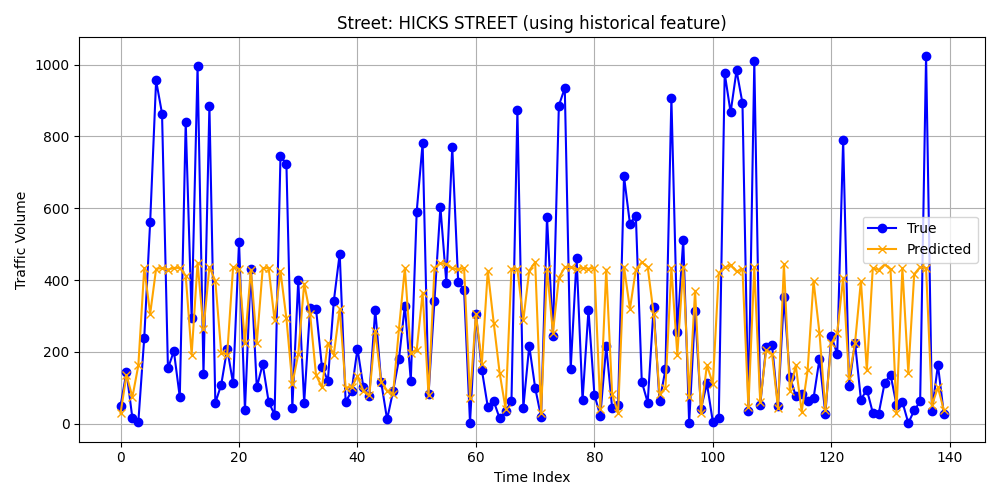 Street: HICKS STREET (using historical feature)
Traffic Volume
1000
800
600
400
200
0
True
Predicted
0 20 40 60 80 100 120 140
Time Index